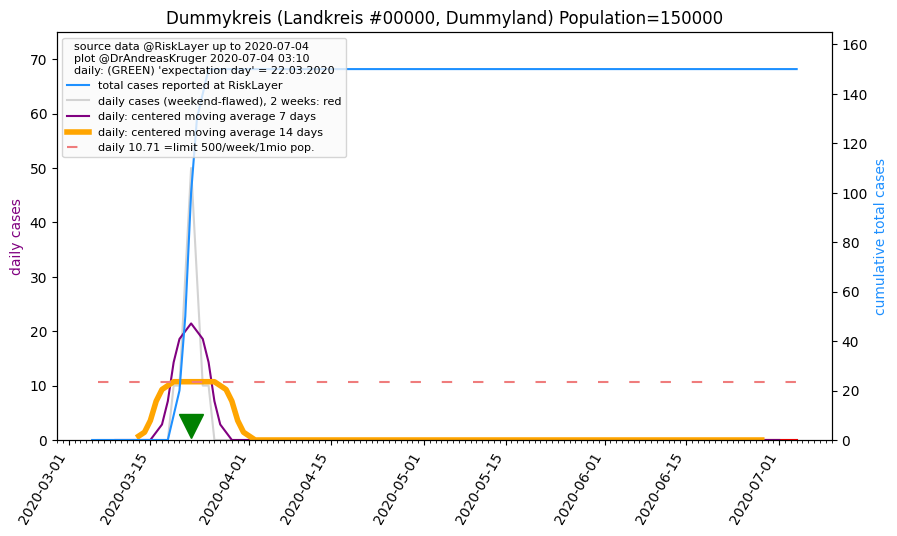 Dummykreis (Landkreis #00000, Dummyland) Population=150000
source data @RiskLayer up to 2020-07-04
plot @DrAndreasKruger 2020-07-04 03:10
daily: (GREEN) 'expectation day' = 22.03.2020
total cases reported at RiskLayer
daily cases (weekend-flawed), 2 weeks: red
daily: centered moving average 7 days
daily: centered moving average 14 days
daily 10.71 =limit 500/week/1mio pop.
daily cases
70
60
50
40
30
20
10
0
160
140
120
100
80
60
40
20
0
cumulative total cases
2020-03-01
2020-03-15
2020-04-01
2020-04-15
2020-05-01
2020-05-15
2020-06-01
2020-06-15
2020-07-01